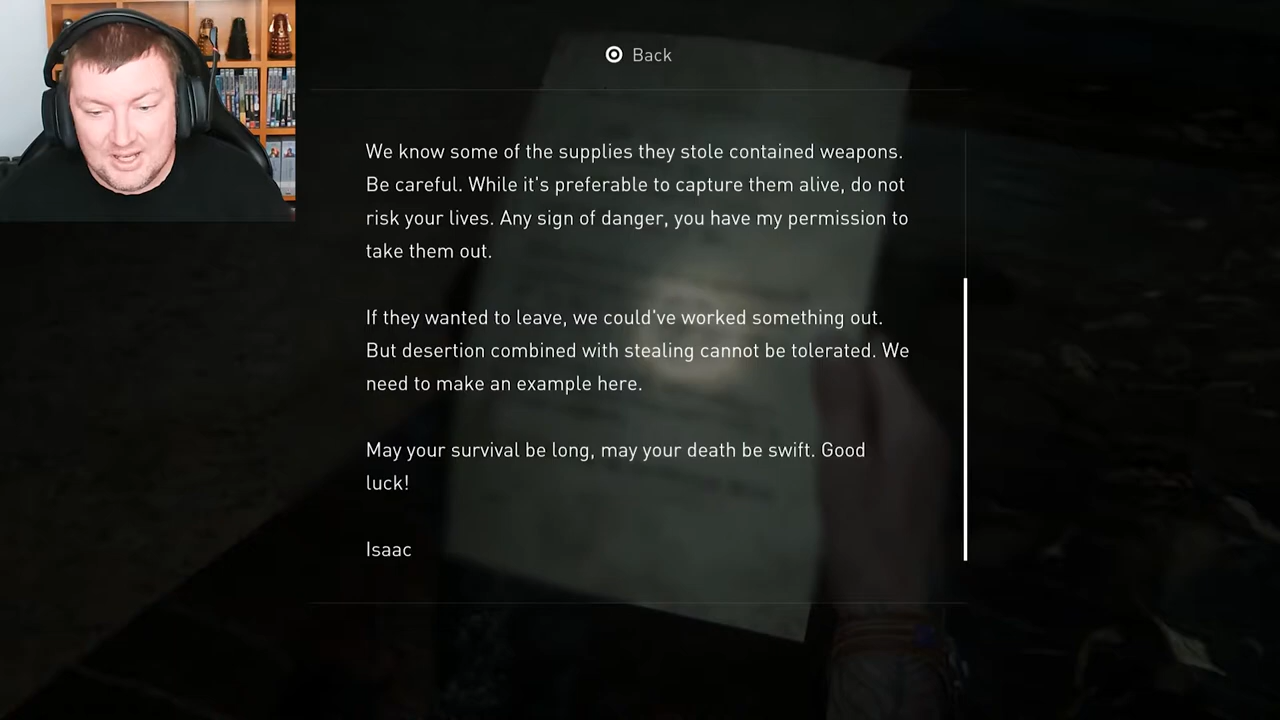 Back
We know some of the supplies they stole contained weapons.
Be careful. While it's preferable to capture them alive, do not
risk your lives. Any sign of danger, you have my permission to
take them out.
If they wanted to leave, we could've worked something out.
But desertion combined with stealing cannot be tolerated. We
need to make an example here.
May your survival be long, may your death be swift. Good
luck!
Isaac